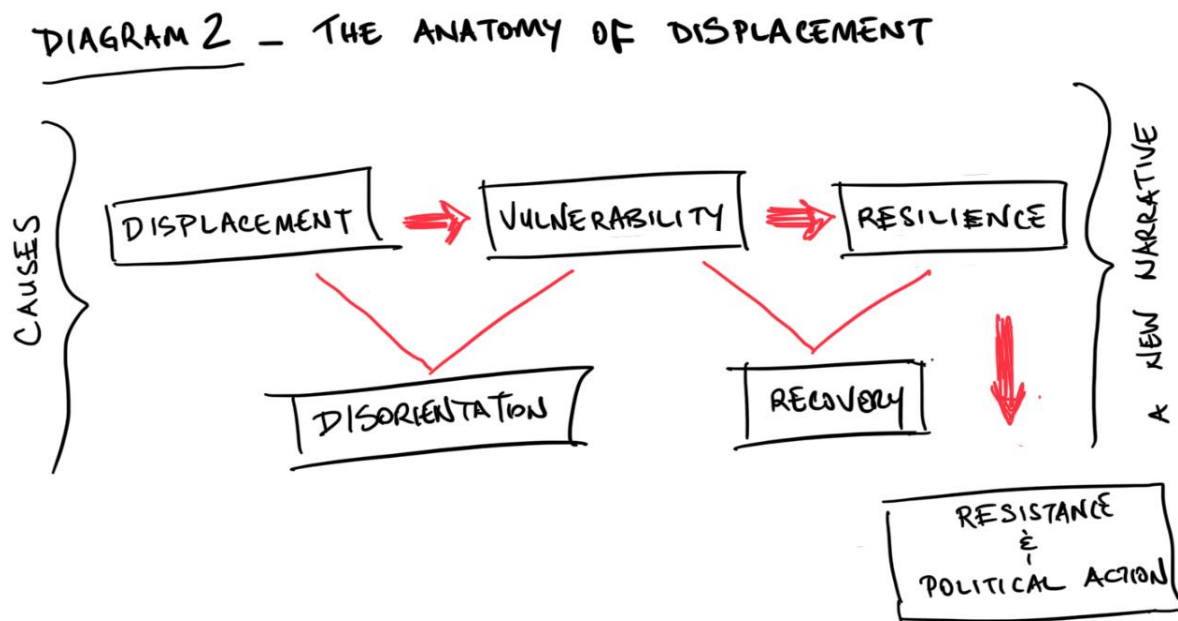 DIAGRAM 2 – THE ANATOMY OF DISPLACEMENT
CAUSES
DISPLACEMENT
VULNERABILITY
RESILIENCE
DISORIENTATION
RECOVERY
A NEW NARRATIVE
RESISTANCE
&
POLITICAL ACTION